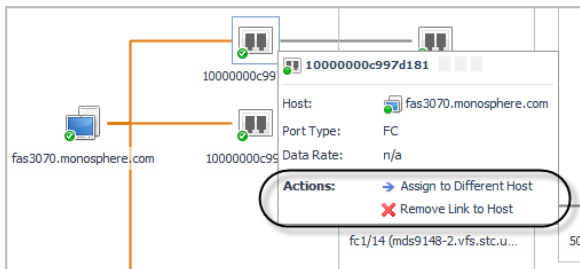 10000000c99
10000000c997d181
Host: fas3070.monosphere.com
Port Type: FC
Data Rate: n/a
Actions: Assign to Different Host
Remove Link to Host
fas3070.monosphere.com
10000000c99
fc1/14 (mds9148-2.vfs.stc.u...
50